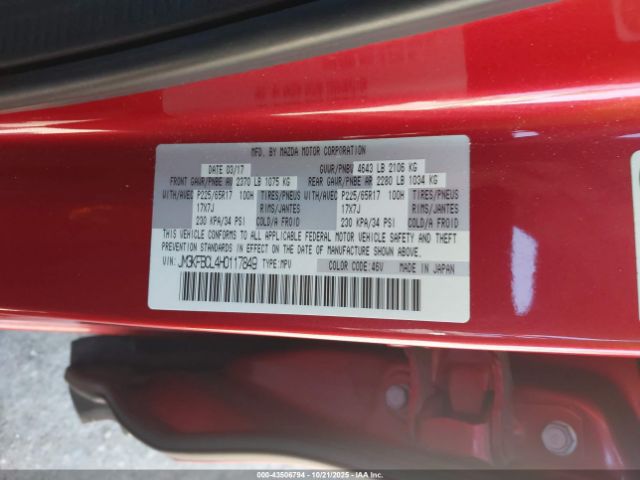 MFD. BY MAZDA MOTOR CORPORATION
DATE 03/17 GVWR/PNBV 4643 LB 2106 KG
FRONT GAWR/PNBE AV 2370 LB 1075 KG REAR GAWR/PNBE AR 2280 LB 1034 KG
WITH/AVEC P225/65R17 100H TIRES/PNEUS WITH/AVEC P225/65R17 100H TIRES/PNEUS
17X7J RIMS/JANTES 17X7J RIMS/JANTES
230 KPA/34 PSI COLD/A FROID 230 KPA/34 PSI COLD/A FROID
THIS VEHICLE CONFORMS TO ALL APPLICABLE FEDERAL MOTOR VEHICLE SAFETY AND THEFT
PREVENTION STANDARDS IN EFFECT ON THE DATE OF MANUFACTURE SHOWN ABOVE.
VIN: JM3KFBCL4H0117849 TYPE: MPV COLOR CODE: 46V MADE IN JAPAN
000-43506794 | 10/21/2025 | IAAI.com